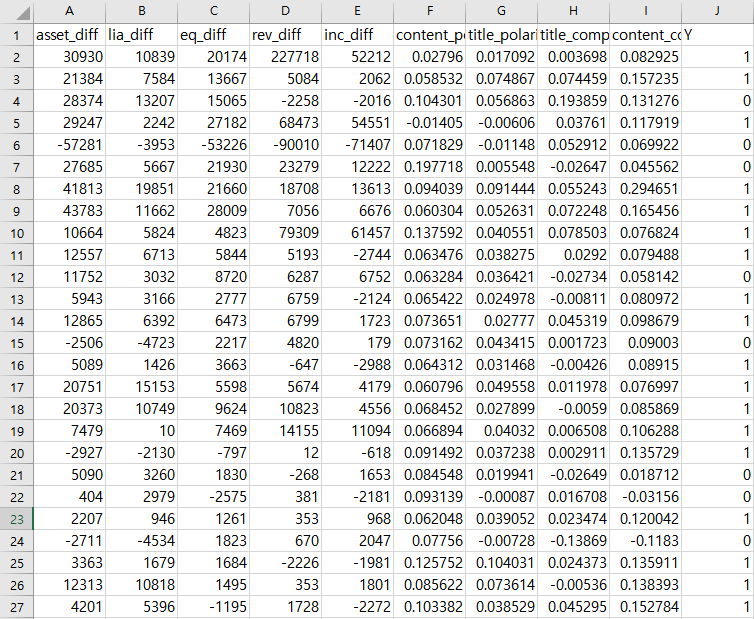 A B C D E F G H I J
1 asset_diff lia_diff eq_diff rev_diff inc_diff content_p title_polar title_comp content_co Y
2 30930 10839 20174 227718 52212 0.02796 0.017092 0.003698 0.082925 1
3 21384 7584 13667 5084 2062 0.058532 0.074867 0.074459 0.157235 1
4 28374 13207 15065 -2258 -2016 0.104301 0.056863 0.193859 0.131276 0
5 29247 2242 27182 68473 54551 -0.01405 -0.00606 0.03761 0.117919 1
6 -57281 -3953 -53226 -90010 -71407 0.071829 -0.01148 0.052912 0.069922 0
7 27685 5667 21930 23279 12222 0.197718 0.005548 -0.02647 0.045562 0
8 41813 19851 21660 18708 13613 0.094039 0.091444 0.055243 0.294651 1
9 43783 11662 28009 7056 6676 0.060304 0.052631 0.072248 0.165456 1
10 10664 5824 4823 79309 61457 0.137592 0.040551 0.078503 0.076824 1
11 12557 6713 5844 5193 -2744 0.063476 0.038275 0.0292 0.079488 1
12 11752 3032 8720 6287 6752 0.063284 0.036421 -0.02734 0.058142 0
13 5943 3166 2777 6759 -2124 0.065422 0.024978 -0.00811 0.080972 1
14 12865 6392 6473 6799 1723 0.073651 0.02777 0.045319 0.098679 1
15 -2506 -4723 2217 4820 179 0.073162 0.043415 0.001723 0.09003 0
16 5089 1426 3663 -647 -2988 0.064312 0.031468 -0.00426 0.08915 1
17 20751 15153 5598 5674 4179 0.060796 0.049558 0.011978 0.076997 1
18 20373 10749 9624 10823 4556 0.068452 0.027899 -0.0059 0.085869 1
19 7479 10 7469 14155 11094 0.066894 0.04032 0.006508 0.106288 1
20 -2927 -2130 -797 12 -618 0.091492 0.037238 0.002911 0.135729 1
21 5090 3260 1830 -268 1653 0.084548 0.019941 -0.02649 0.018712 0
22 404 2979 -2575 381 -2181 0.093139 -0.00087 0.016708 -0.03156 0
23 2207 946 1261 353 968 0.062048 0.039052 0.023474 0.120042 1
24 -2711 -4534 1823 670 2047 0.07756 -0.00728 -0.13869 -0.1183 0
25 3363 1679 1684 -2226 -1981 0.125752 0.104031 0.024373 0.135911 1
26 12313 10818 1495 353 1801 0.085622 0.073614 -0.00536 0.138393 1
27 4201 5396 -1195 1728 -2272 0.103382 0.038529 0.045295 0.152784 1